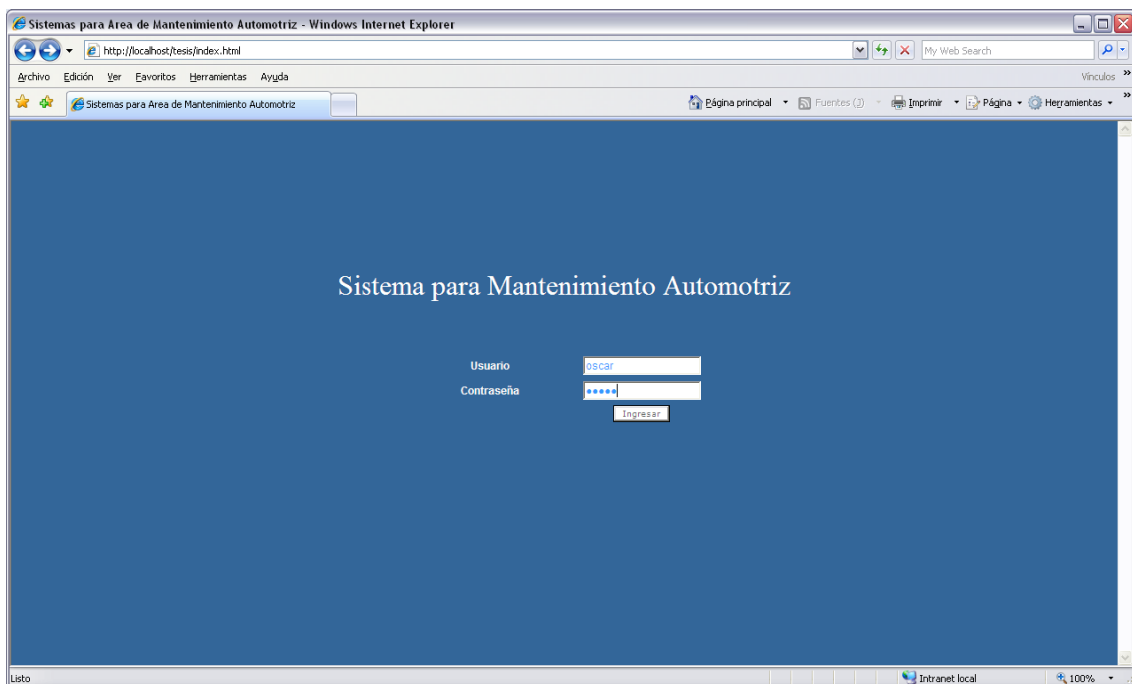 Sistemas para Area de Mantenimiento Automotriz - Windows Internet Explorer
http://localhost/tesis/index.html
My Web Search
Archivo Edición Ver Favoritos Herramientas Ayuda
Vínculos »
Sistemas para Area de Mantenimiento Automotriz
Página principal Fuentes (J) Imprimir Página Herramientas »
Sistema para Mantenimiento Automotriz
Usuario oscar
Contraseña •••••
Ingresar
Listo Intranet local 100%